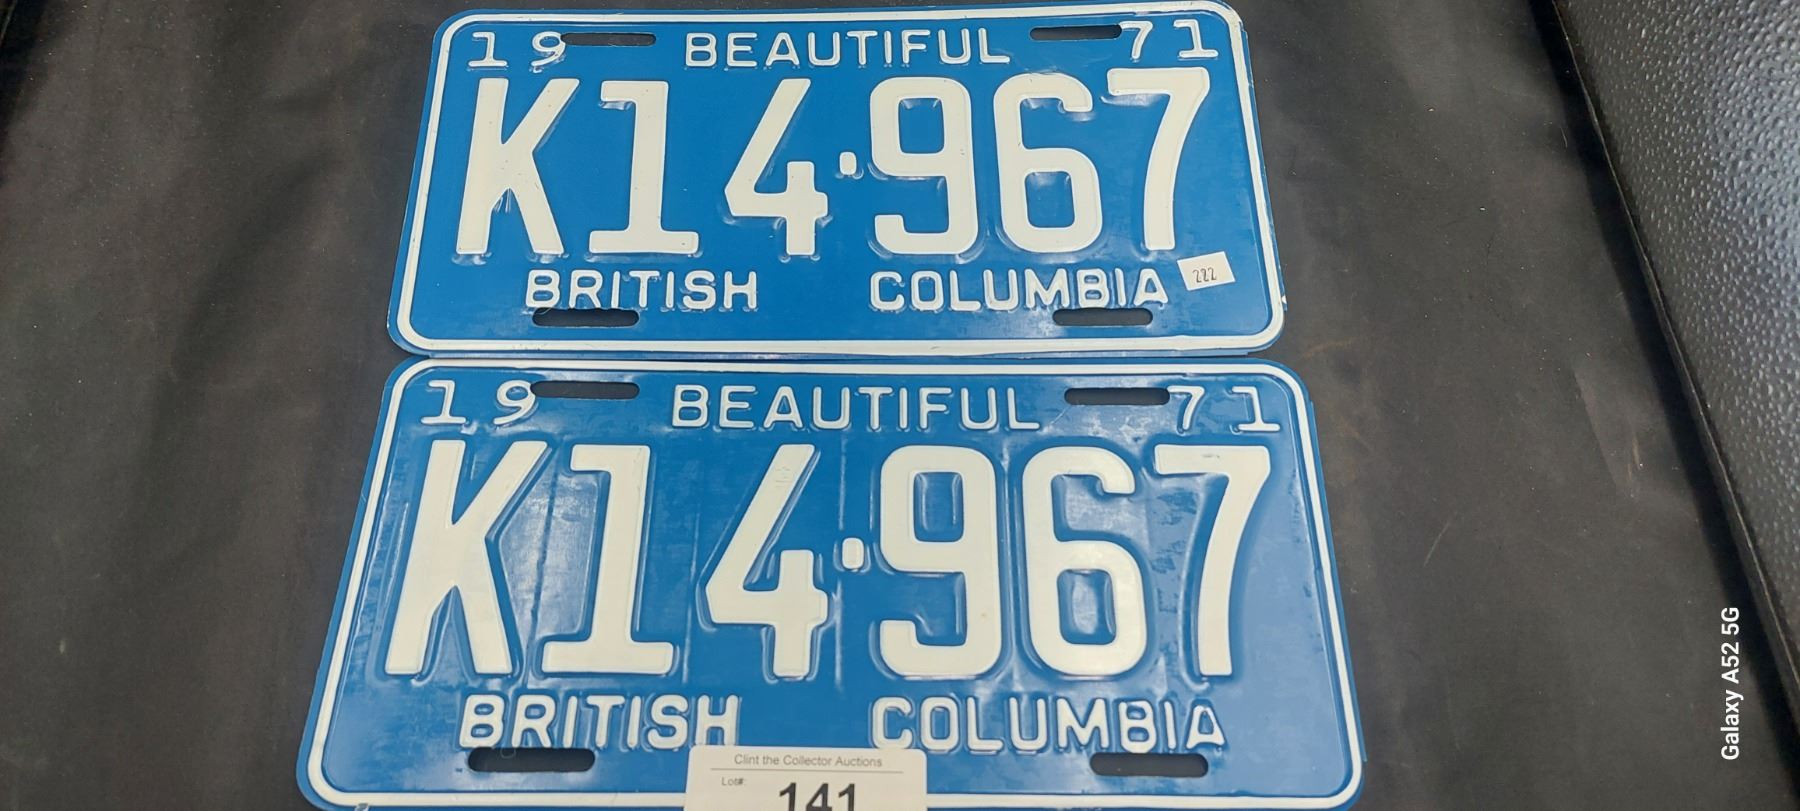 19 BEAUTIFUL 71
K14·967
BRITISH COLUMBIA
222
19 BEAUTIFUL 71
K14·967
BRITISH COLUMBIA
Clint the Collector Auctions
Lot#:
141
Galaxy A52 5G